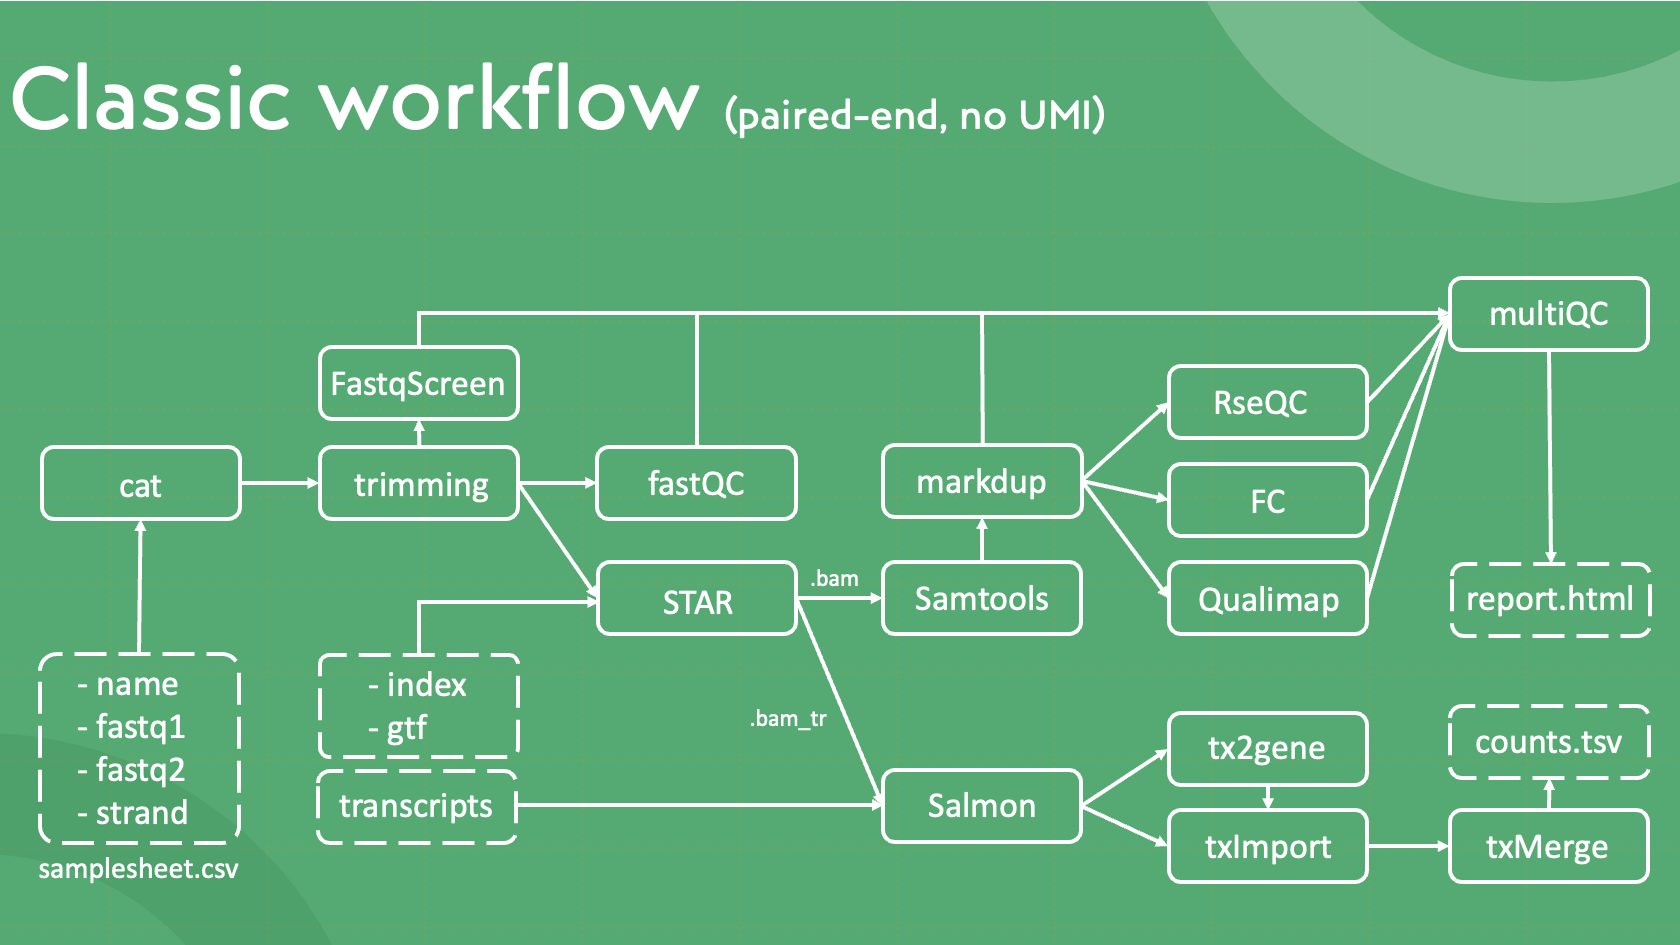 Classic workflow (paired-end, no UMI)
multiQC
FastqScreen
RseQC
cat
trimming
fastQC
markdup
FC
.bam
STAR
Samtools
Qualimap
report.html
- name
- fastq1
- fastq2
- strand
samplesheet.csv
- index
- gtf
transcripts
.bam_tr
Salmon
tx2gene
counts.tsv
txImport
txMerge